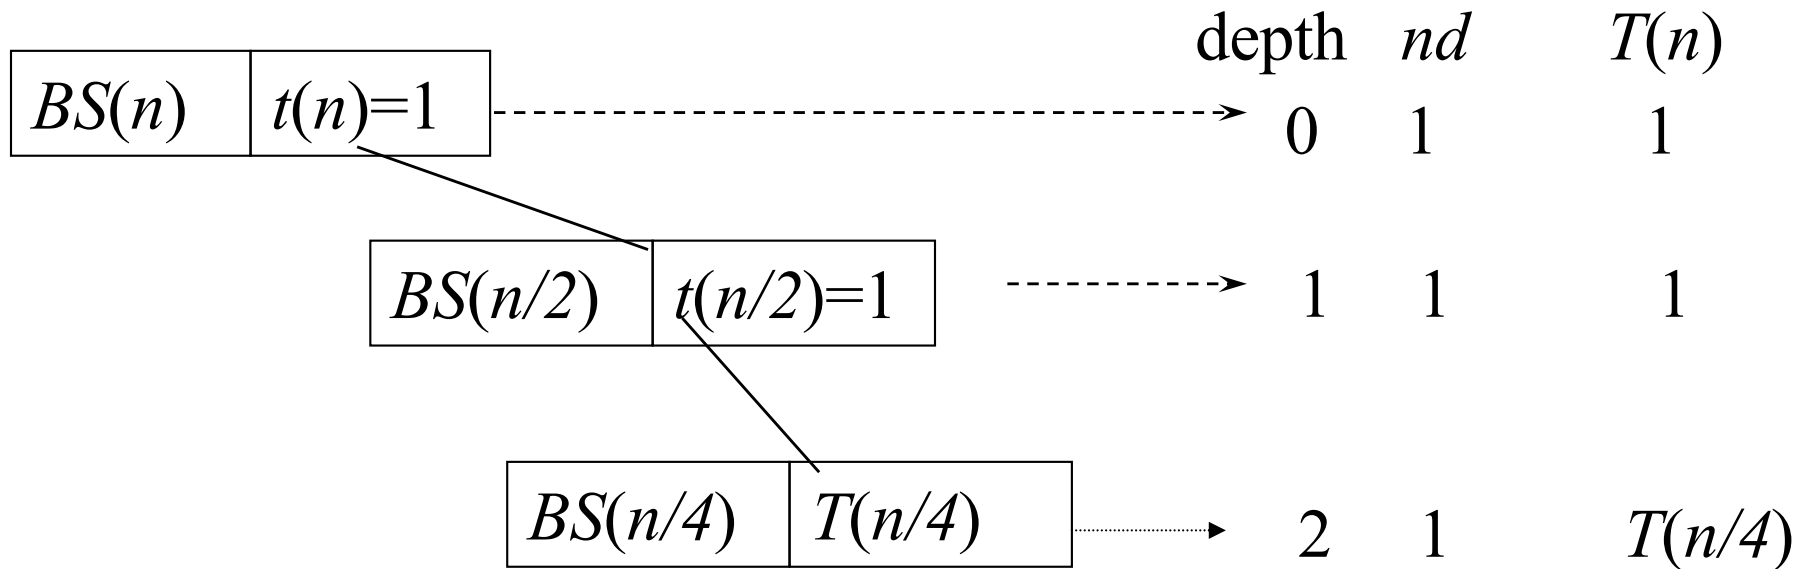 depth nd T(n)
BS(n) t(n)=1 0 1 1
BS(n/2) t(n/2)=1 1 1 1
BS(n/4) T(n/4) 2 1 T(n/4)